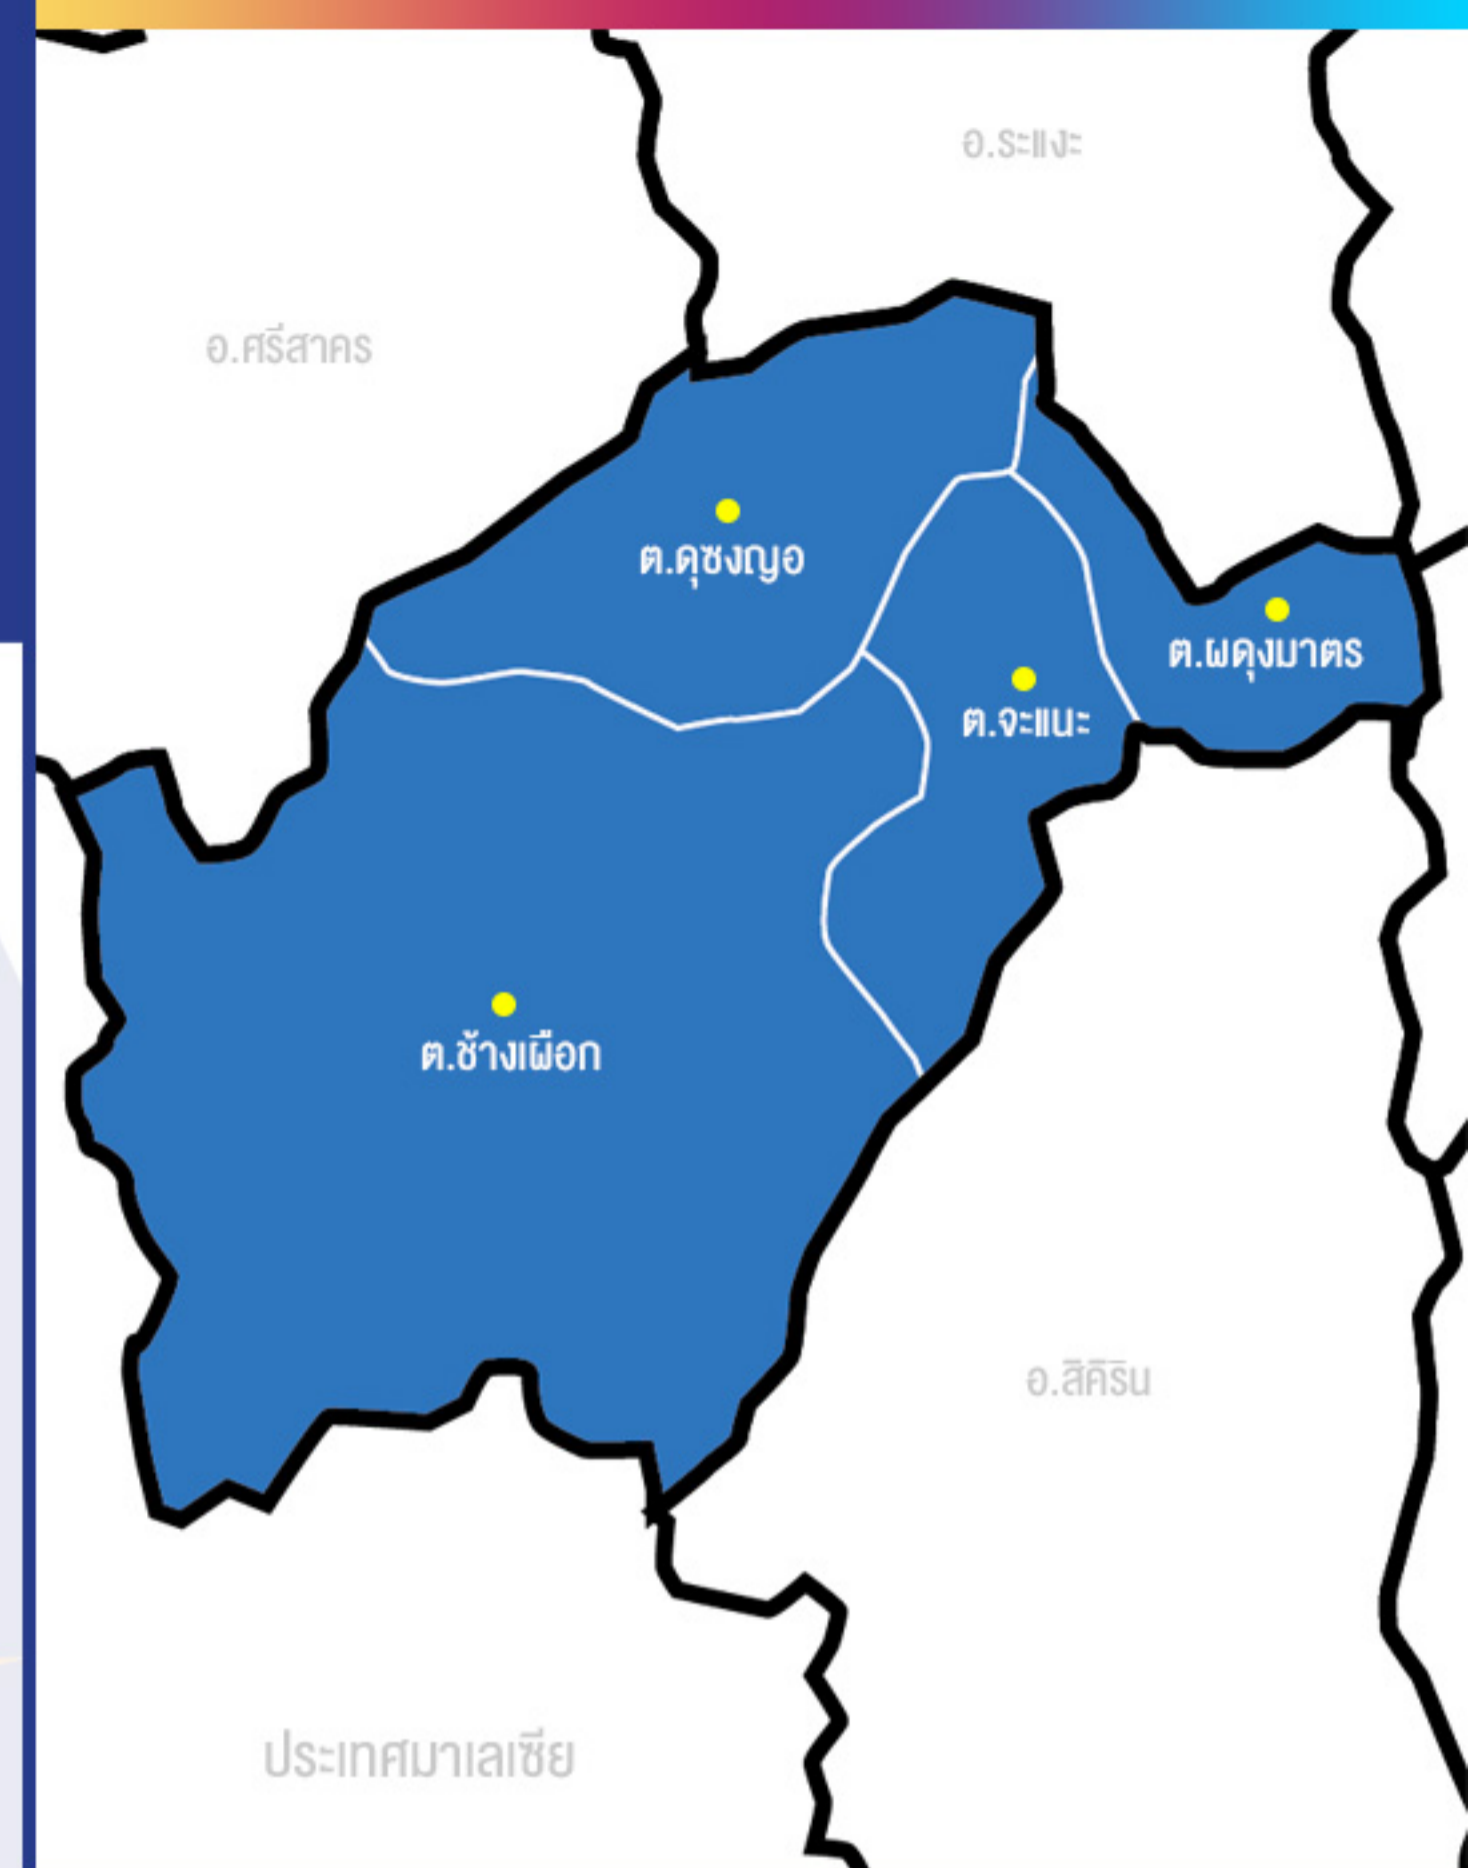 อ.ระแงะ
อ.ศรีสาคร
ต.ดุซงญอ
ต.ผดุงมาตร
ต.จะแนะ
ต.ช้างเผือก
อ.สุคิริน
ประเทศมาเลเซีย